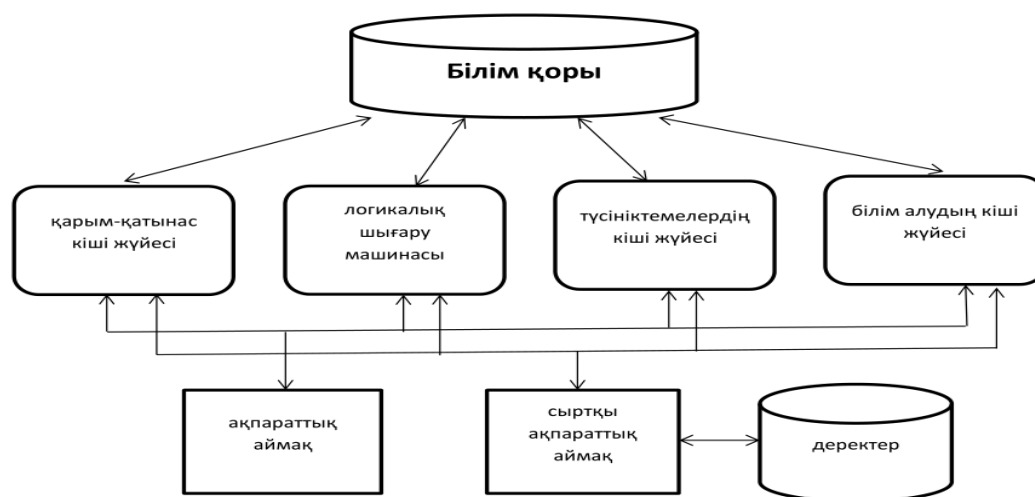 Білім қоры
қарым-қатынас
кіші жүйесі
логикалық
шығару
машинасы
түсініктемелердің
кіші жүйесі
білім алудың кіші
жүйесі
ақпараттық
аймақ
сыртқы
ақпараттық
аймақ
деректер